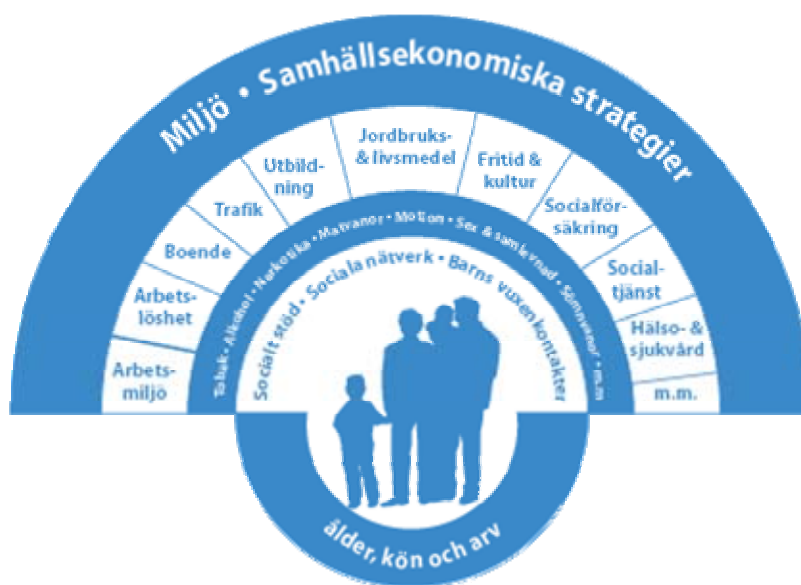 Miljö • Samhällsekonomiska strategier
Arbets-
miljö
Arbets-
löshet
Boende
Trafik
Utbild-
ning
Jordbruks-
& livsmedel
Fritid &
kultur
Socialför-
säkring
Social-
tjänst
Hälso- &
sjukvård
m.m.
Tobak • Alkohol • Narkotika • Matvanor • Motion • Sex & samlevnad • Sömnvanor • m.m
Socialt stöd • Sociala nätverk • Barns vuxenkontakter
ålder, kön och arv